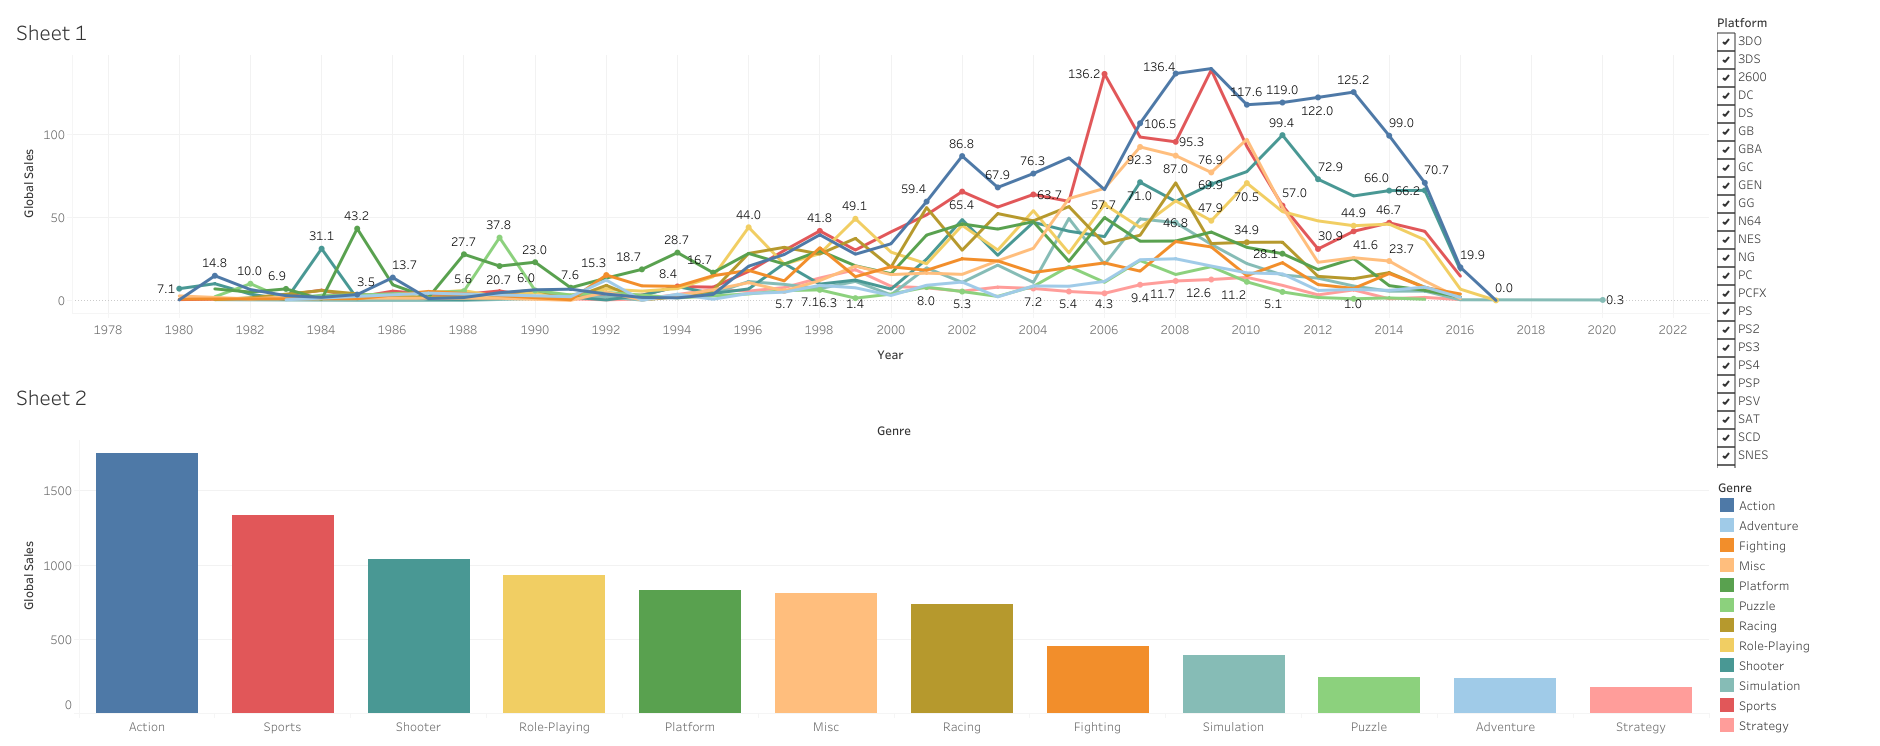 Sheet 1
Global Sales
100
50
0
7.1
14.8
10.0
6.9
31.1
43.2
3.5
13.7
27.7
5.6
37.8
20.7
23.0
6.0
7.6
15.3
18.7
28.7
8.4
16.7
44.0
5.7
41.8
7.1
16.3
49.1
1.4
59.4
8.0
86.8
65.4
5.3
67.9
76.3
63.7
7.2
5.4
136.2
57.7
4.3
106.5
92.3
71.0
9.4
136.4
95.3
87.0
46.8
11.7
76.9
69.9
47.9
12.6
117.6
70.5
34.9
11.2
119.0
99.4
57.0
28.1
5.1
122.0
72.9
30.9
125.2
44.9
41.6
1.0
99.0
66.0
46.7
23.7
70.7
66.2
19.9
0.0
0.3
1978 1980 1982 1984 1986 1988 1990 1992 1994 1996 1998 2000 2002 2004 2006 2008 2010 2012 2014 2016 2018 2020 2022
Year
Sheet 2
Genre
Global Sales
1500
1000
500
0
Action Sports Shooter Role-Playing Platform Misc Racing Fighting Simulation Puzzle Adventure Strategy
Platform
3DO
3DS
2600
DC
DS
GB
GBA
GC
GEN
GG
N64
NES
NG
PC
PCFX
PS
PS2
PS3
PS4
PSP
PSV
SAT
SCD
SNES
Genre
Action
Adventure
Fighting
Misc
Platform
Puzzle
Racing
Role-Playing
Shooter
Simulation
Sports
Strategy